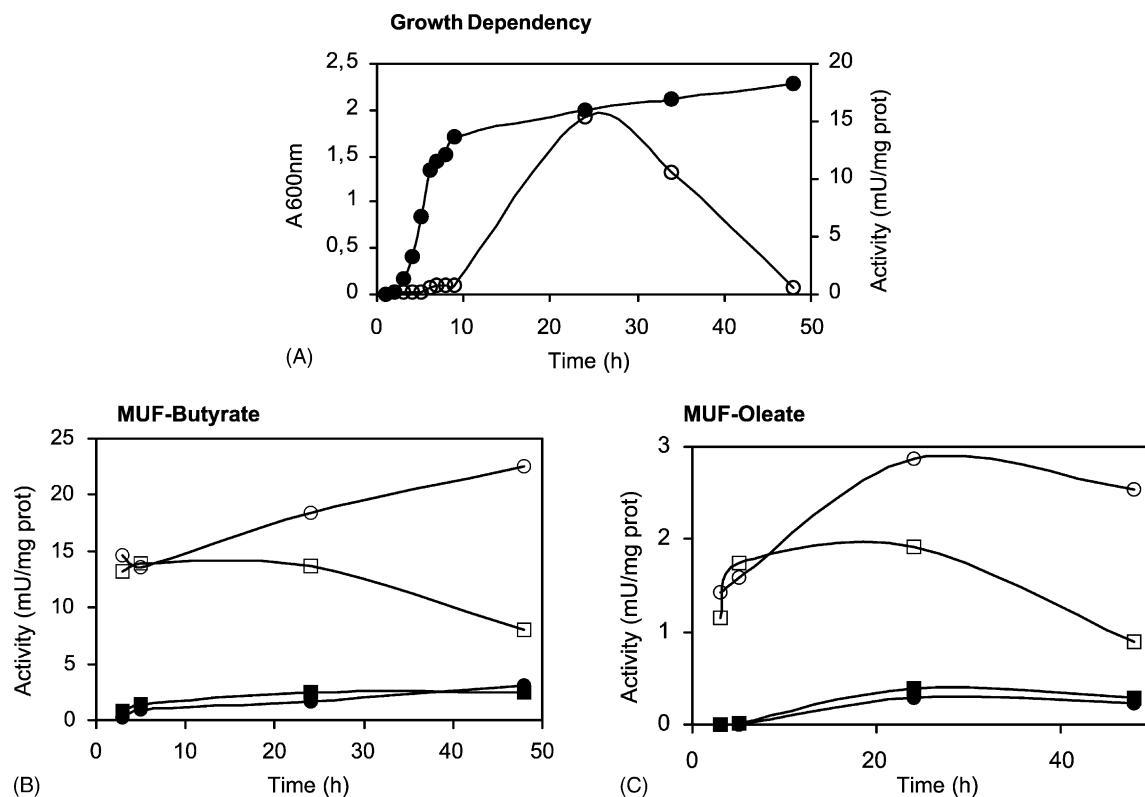 Growth Dependency
2,5
2
1,5
1
0,5
0
A 600nm
20
15
10
5
0
Activity (mU/mg prot)
0 10 20 30 40 50
Time (h)
(A)
MUF-Butyrate
25
20
15
10
5
0
Activity (mU/mg prot)
0 10 20 30 40 50
Time (h)
(B)
MUF-Oleate
3
2
1
0
Activity (mU/mg prot)
0 20 40
Time (h)
(C)